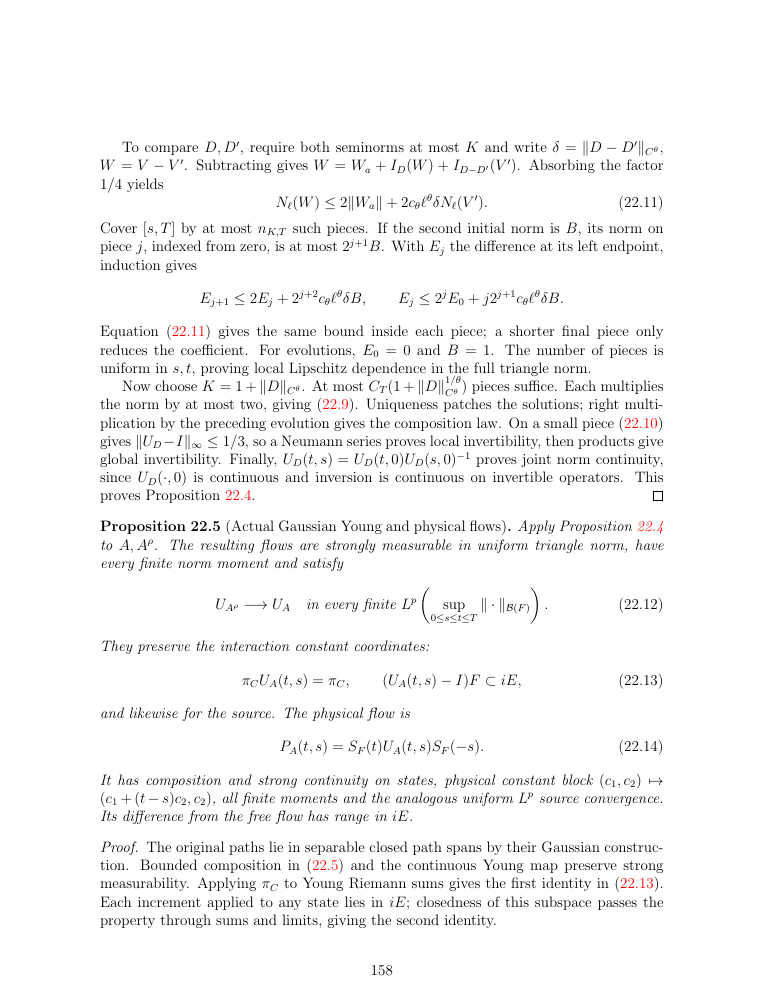 To compare D, D′, require both seminorms at most K and write δ = ‖D − D′‖_{C^θ},
W = V − V′. Subtracting gives W = W_a + I_D(W) + I_{D−D′}(V′). Absorbing the factor
1/4 yields
N_ℓ(W) ≤ 2‖W_a‖ + 2c_θℓ^θδN_ℓ(V′). (22.11)
Cover [s, T] by at most n_{K,T} such pieces. If the second initial norm is B, its norm on
piece j, indexed from zero, is at most 2^{j+1}B. With E_j the difference at its left endpoint,
induction gives
E_{j+1} ≤ 2E_j + 2^{j+2}c_θℓ^θδB, E_j ≤ 2^jE_0 + j2^{j+1}c_θℓ^θδB.
Equation (22.11) gives the same bound inside each piece; a shorter final piece only
reduces the coefficient. For evolutions, E_0 = 0 and B = 1. The number of pieces is
uniform in s, t, proving local Lipschitz dependence in the full triangle norm.
Now choose K = 1 + ‖D‖_{C^θ}. At most C_T(1 + ‖D‖_{C^θ}^{1/θ}) pieces suffice. Each multiplies
the norm by at most two, giving (22.9). Uniqueness patches the solutions; right multi-
plication by the preceding evolution gives the composition law. On a small piece (22.10)
gives ‖U_D − I‖_∞ ≤ 1/3, so a Neumann series proves local invertibility, then products give
global invertibility. Finally, U_D(t, s) = U_D(t, 0)U_D(s, 0)^{−1} proves joint norm continuity,
since U_D(·, 0) is continuous and inversion is continuous on invertible operators. This
proves Proposition 22.4. □
Proposition 22.5 (Actual Gaussian Young and physical flows). Apply Proposition 22.4
to A, A^ρ. The resulting flows are strongly measurable in uniform triangle norm, have
every finite norm moment and satisfy
U_{A^ρ} ⟶ U_A in every finite L^p ( sup_{0≤s≤t≤T} ‖ · ‖_{ℬ(F)} ). (22.12)
They preserve the interaction constant coordinates:
π_C U_A(t, s) = π_C, (U_A(t, s) − I)F ⊂ iE, (22.13)
and likewise for the source. The physical flow is
P_A(t, s) = S_F(t)U_A(t, s)S_F(−s). (22.14)
It has composition and strong continuity on states, physical constant block (c_1, c_2) ↦
(c_1 + (t − s)c_2, c_2), all finite moments and the analogous uniform L^p source convergence.
Its difference from the free flow has range in iE.
Proof. The original paths lie in separable closed path spans by their Gaussian construc-
tion. Bounded composition in (22.5) and the continuous Young map preserve strong
measurability. Applying π_C to Young Riemann sums gives the first identity in (22.13).
Each increment applied to any state lies in iE; closedness of this subspace passes the
property through sums and limits, giving the second identity.
158